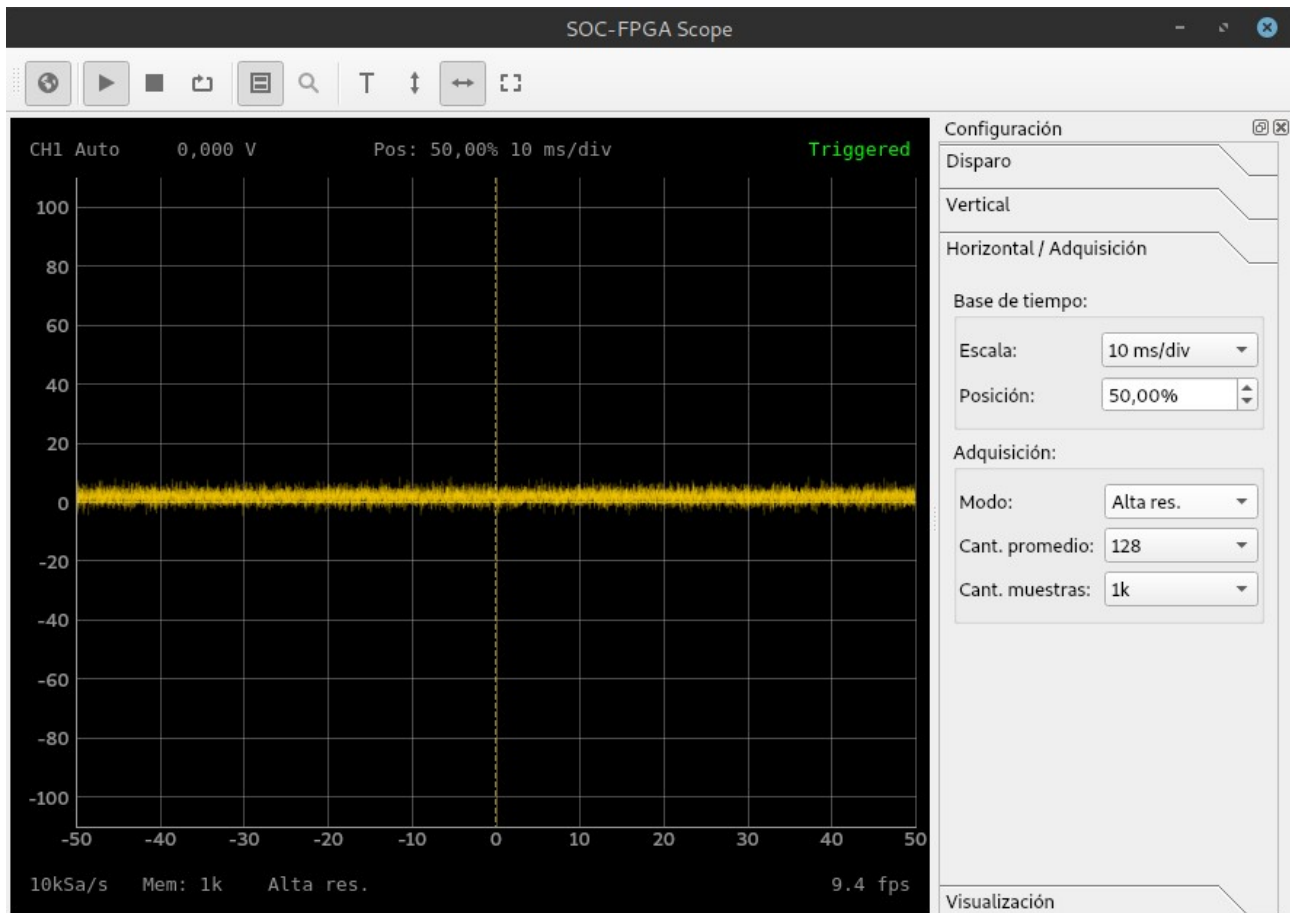 SOC-FPGA Scope
T
CH1 Auto 0,000 V Pos: 50,00% 10 ms/div Triggered
100
80
60
40
20
0
-20
-40
-60
-80
-100
-50 -40 -30 -20 -10 0 10 20 30 40 50
10kSa/s Mem: 1k Alta res. 9.4 fps
Configuración
Disparo
Vertical
Horizontal / Adquisición
Base de tiempo:
Escala: 10 ms/div
Posición: 50,00%
Adquisición:
Modo: Alta res.
Cant. promedio: 128
Cant. muestras: 1k
Visualización